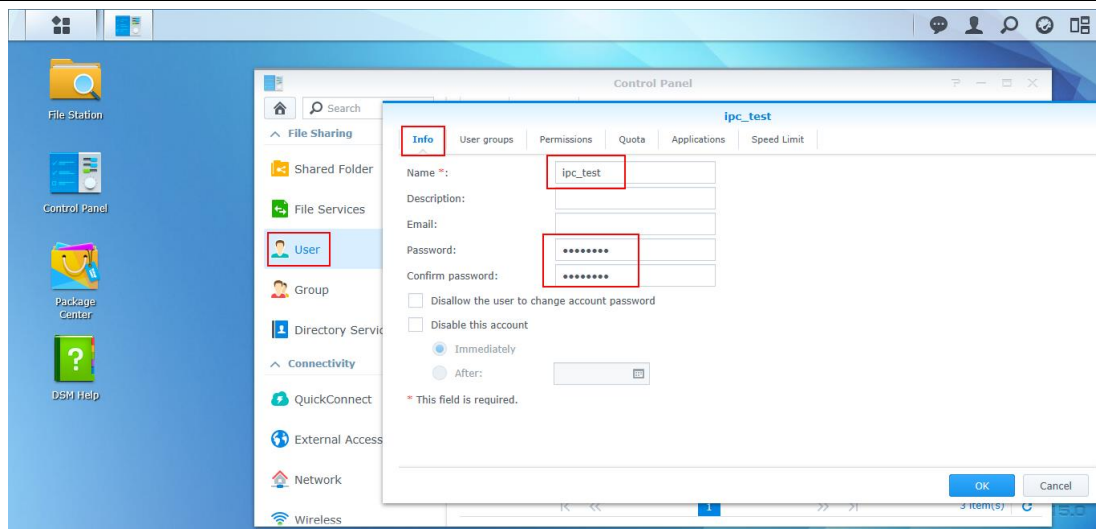 Control Panel
Search
ipc_test
File Sharing
Info User groups Permissions Quota Applications Speed Limit
File Station
Shared Folder
Name *: ipc_test
Description:
File Services
Email:
Control Panel
User
Password: ••••••••
Confirm password: ••••••••
Group
Disallow the user to change account password
Package
Center
Directory Servic
Disable this account
Immediately
Connectivity
After:
DSM Help
QuickConnect
* This field is required.
External Access
Network
OK Cancel
1 3 item(s)
Wireless
5.0